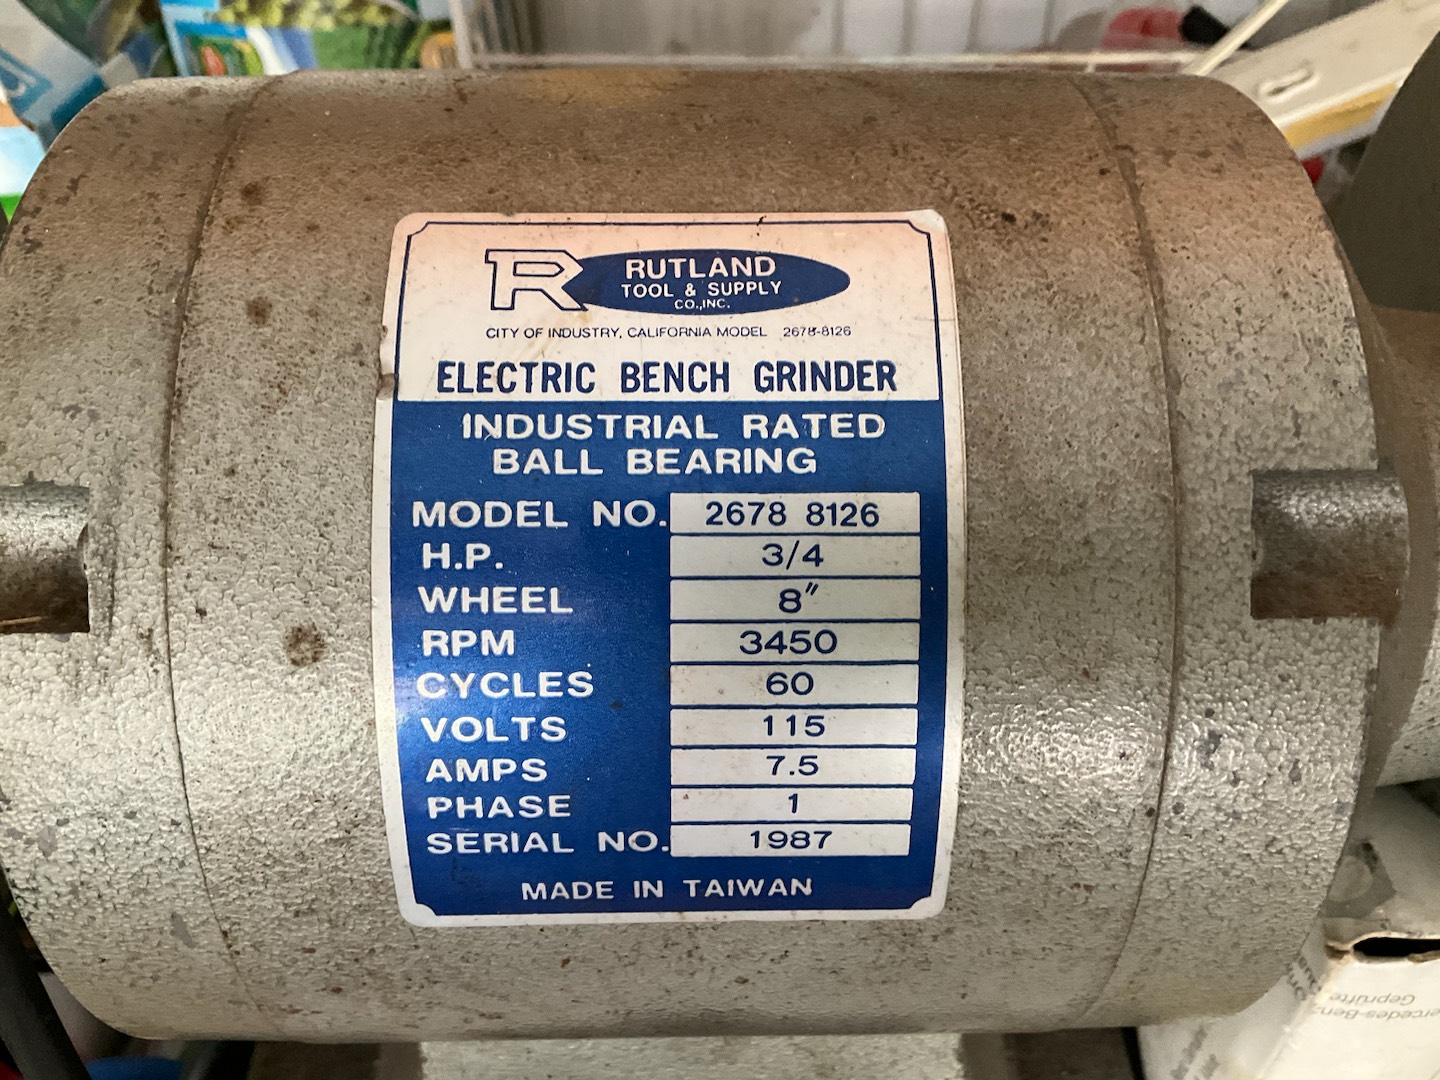 R RUTLAND
TOOL & SUPPLY
CO.,INC.
CITY OF INDUSTRY, CALIFORNIA MODEL 2678-8126
ELECTRIC BENCH GRINDER
INDUSTRIAL RATED
BALL BEARING
MODEL NO. 2678 8126
H.P. 3/4
WHEEL 8"
RPM 3450
CYCLES 60
VOLTS 115
AMPS 7.5
PHASE 1
SERIAL NO. 1987
MADE IN TAIWAN
Geprüfte